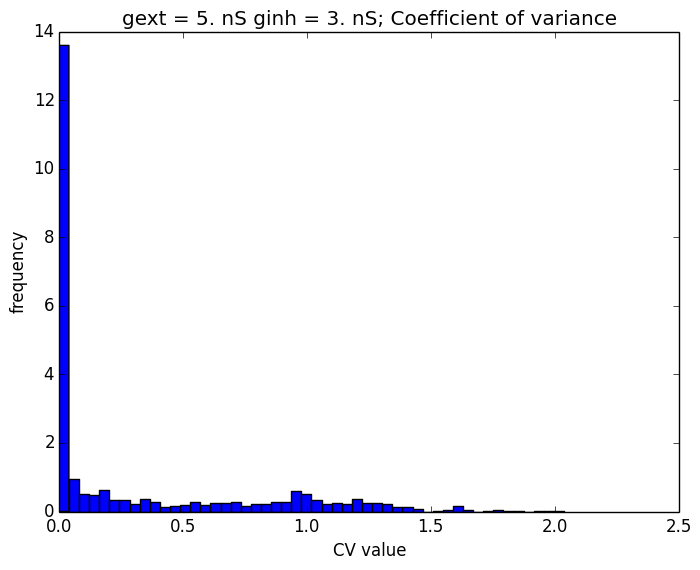 gext = 5. nS ginh = 3. nS; Coefficient of variance
14
12
10
8
6
4
2
0
frequency
0.0 0.5 1.0 1.5 2.0 2.5
CV value